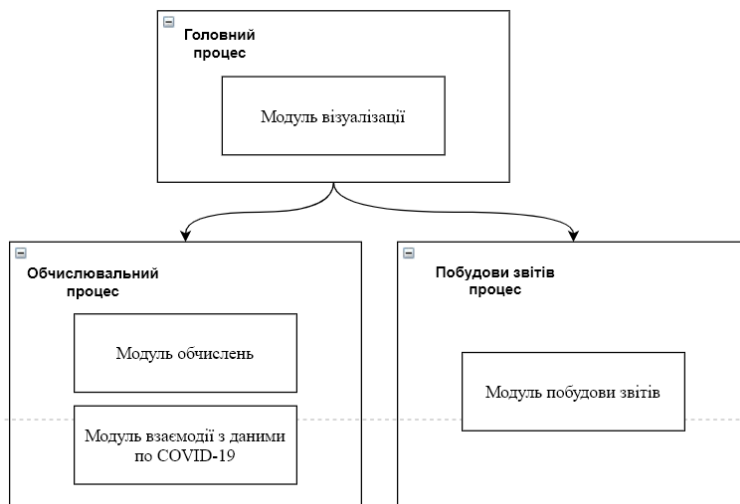 Головний
процес
Модуль візуалізації
Обчислювальний
процес
Модуль обчислень
Модуль взаємодії з даними
по COVID-19
Побудови звітів
процес
Модуль побудови звітів